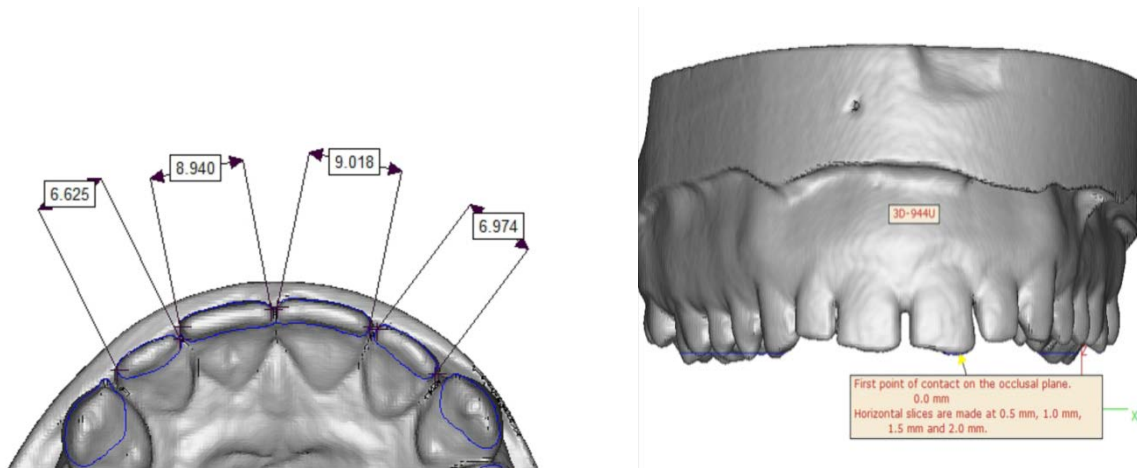 8.940
9.018
6.625
6.974
3D-944U
First point of contact on the occlusal plane.
0.0 mm
Horizontal slices are made at 0.5 mm, 1.0 mm,
1.5 mm and 2.0 mm.
Z
X